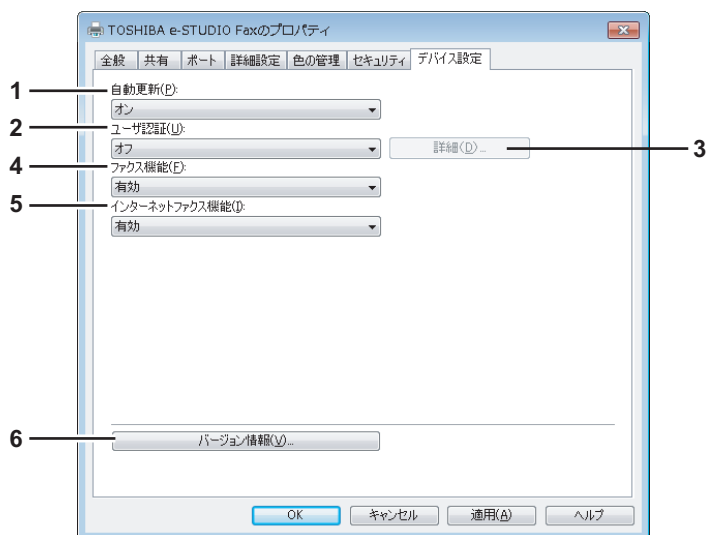 TOSHIBA e-STUDIO Faxのプロパティ
全般 共有 ポート 詳細設定 色の管理 セキュリティ デバイス設定
1 自動更新(P):
オン
2 ユーザ認証(U):
オフ 詳細(D)... 3
4 ファクス機能(F):
有効
5 インターネットファクス機能(I):
有効
6 バージョン情報(V)...
OK キャンセル 適用(A) ヘルプ